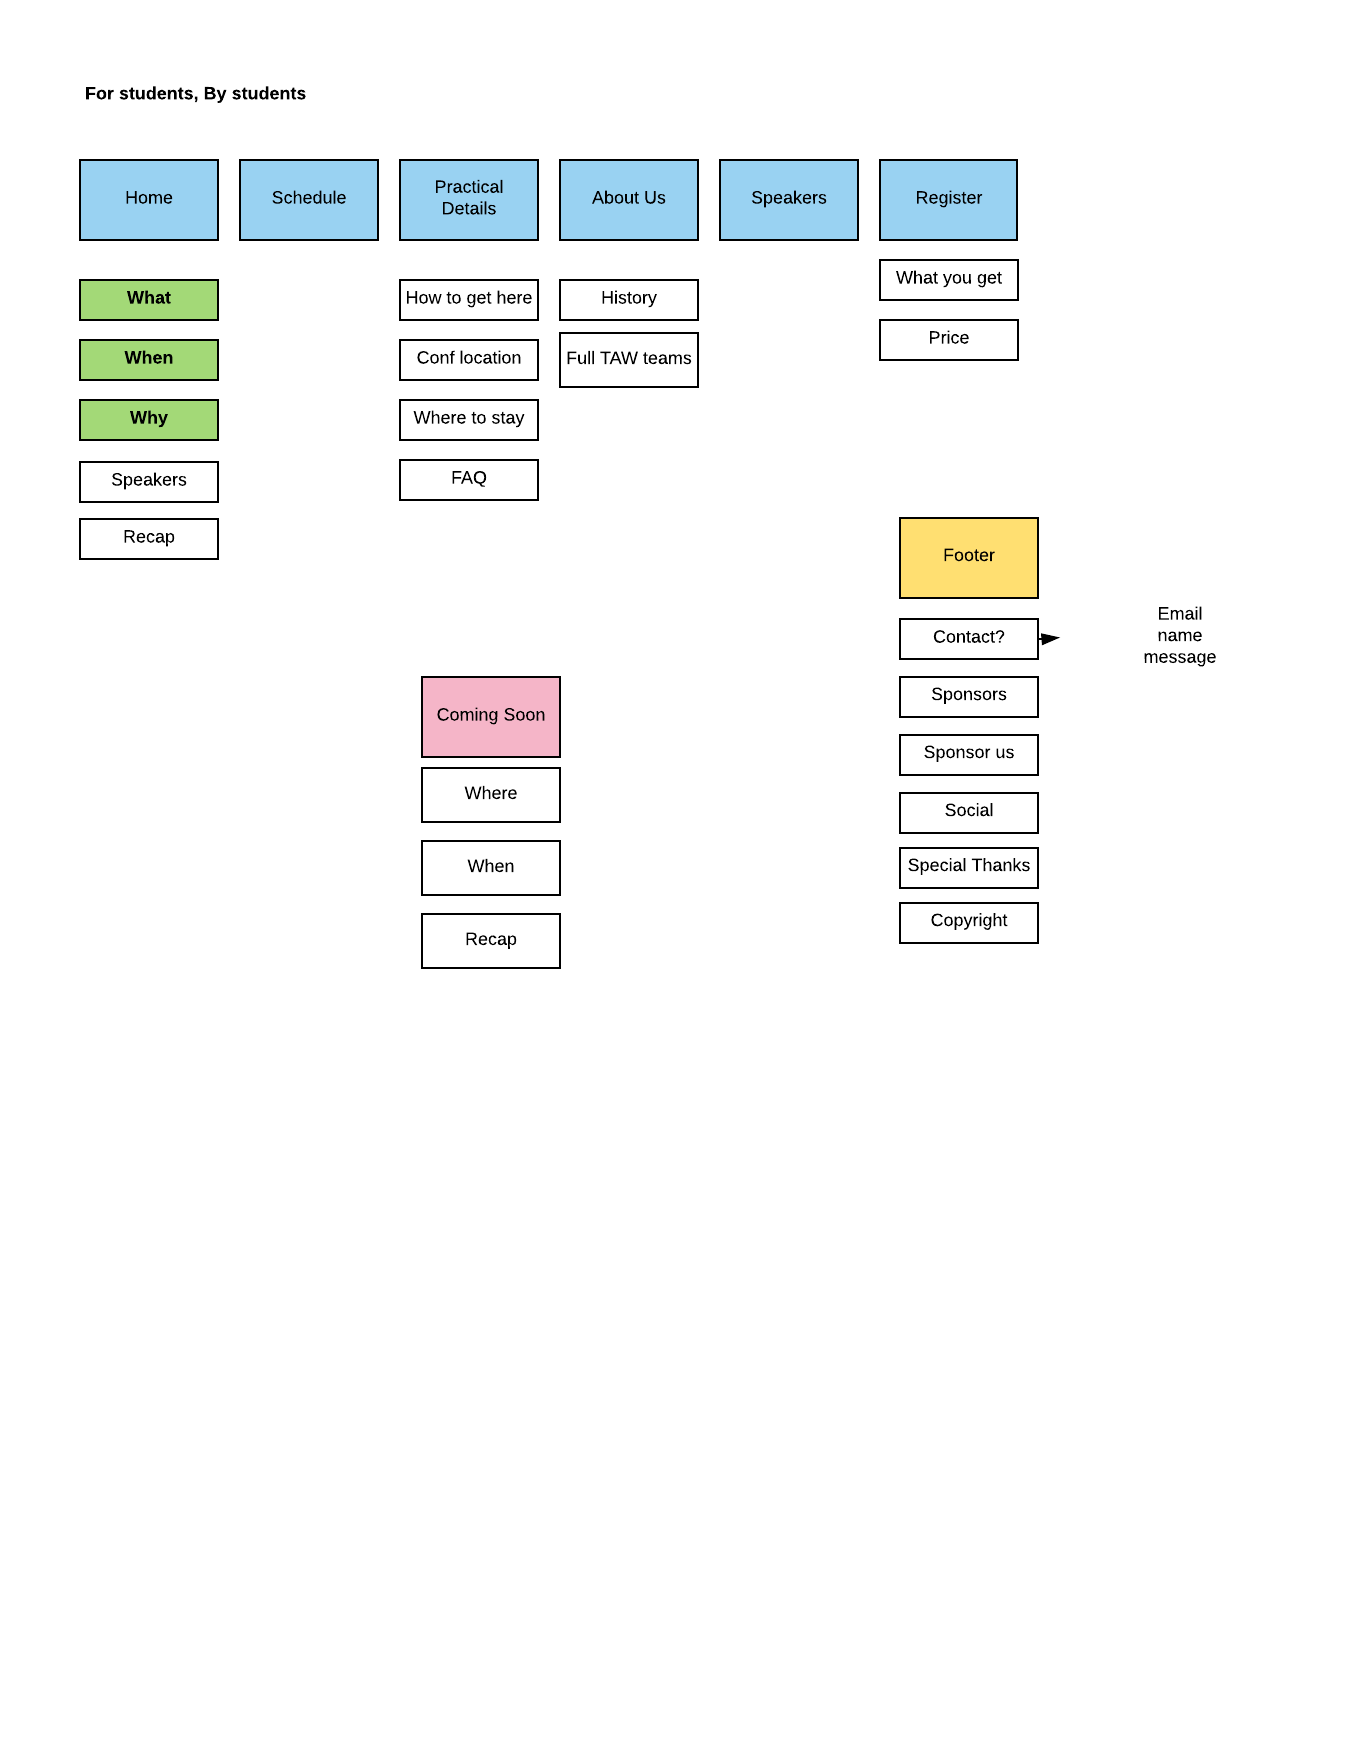 For students, By students
Home
Schedule
Practical
Details
About Us
Speakers
Register
What
When
Why
Speakers
Recap
How to get here
Conf location
Where to stay
FAQ
History
Full TAW teams
What you get
Price
Coming Soon
Where
When
Recap
Footer
Contact?
Email
name
message
Sponsors
Sponsor us
Social
Special Thanks
Copyright